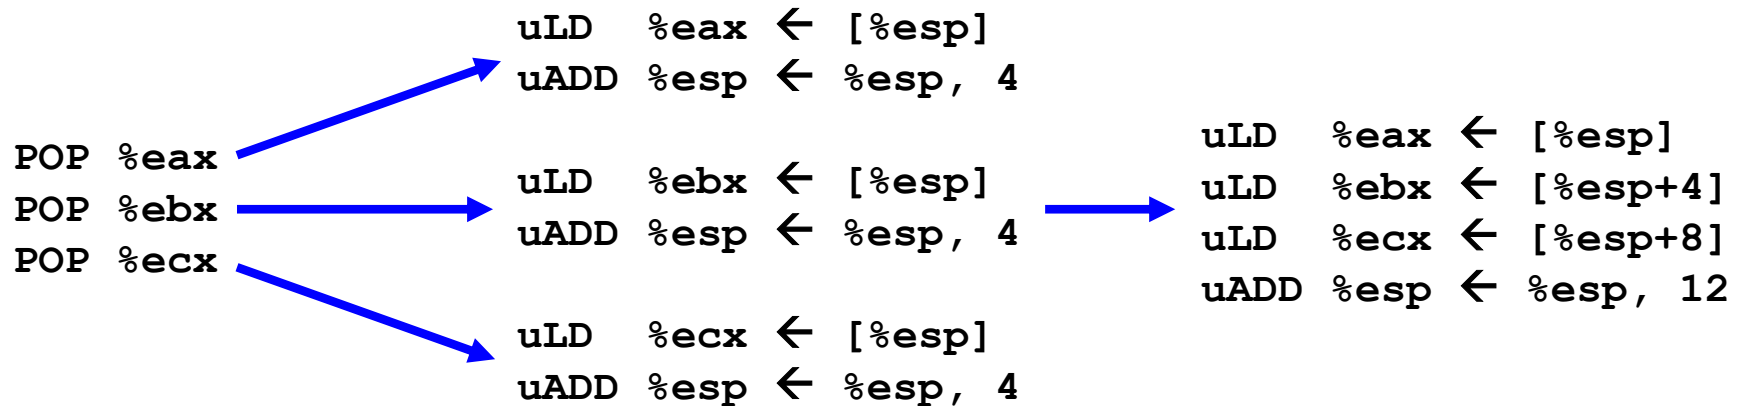 POP %eax
POP %ebx
POP %ecx
uLD %eax ← [%esp]
uADD %esp ← %esp, 4
uLD %ebx ← [%esp]
uADD %esp ← %esp, 4
uLD %ecx ← [%esp]
uADD %esp ← %esp, 4
uLD %eax ← [%esp]
uLD %ebx ← [%esp+4]
uLD %ecx ← [%esp+8]
uADD %esp ← %esp, 12